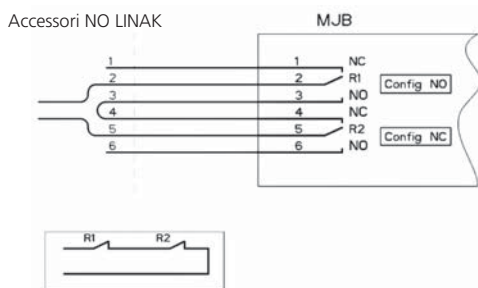 Accessori NO LINAK
MJB
1 1 NC
2 2 R1
3 3 NO
4 4 NC
5 5 R2
6 6 NO
Config NO
Config NC
R1 R2